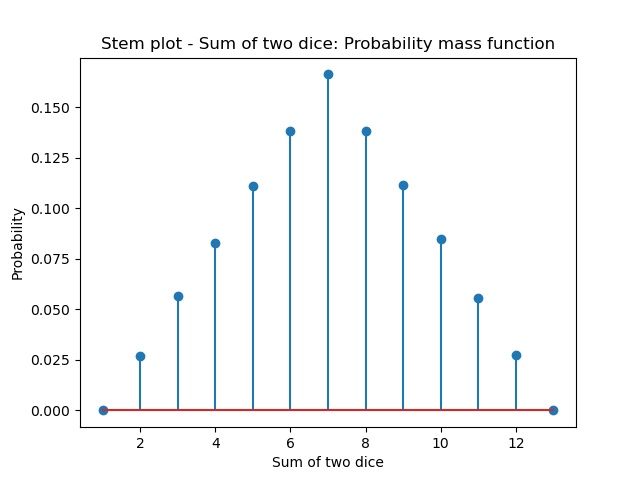 Stem plot - Sum of two dice: Probability mass function
0.150
0.125
0.100
0.075
0.050
0.025
0.000
Probability
2 4 6 8 10 12
Sum of two dice